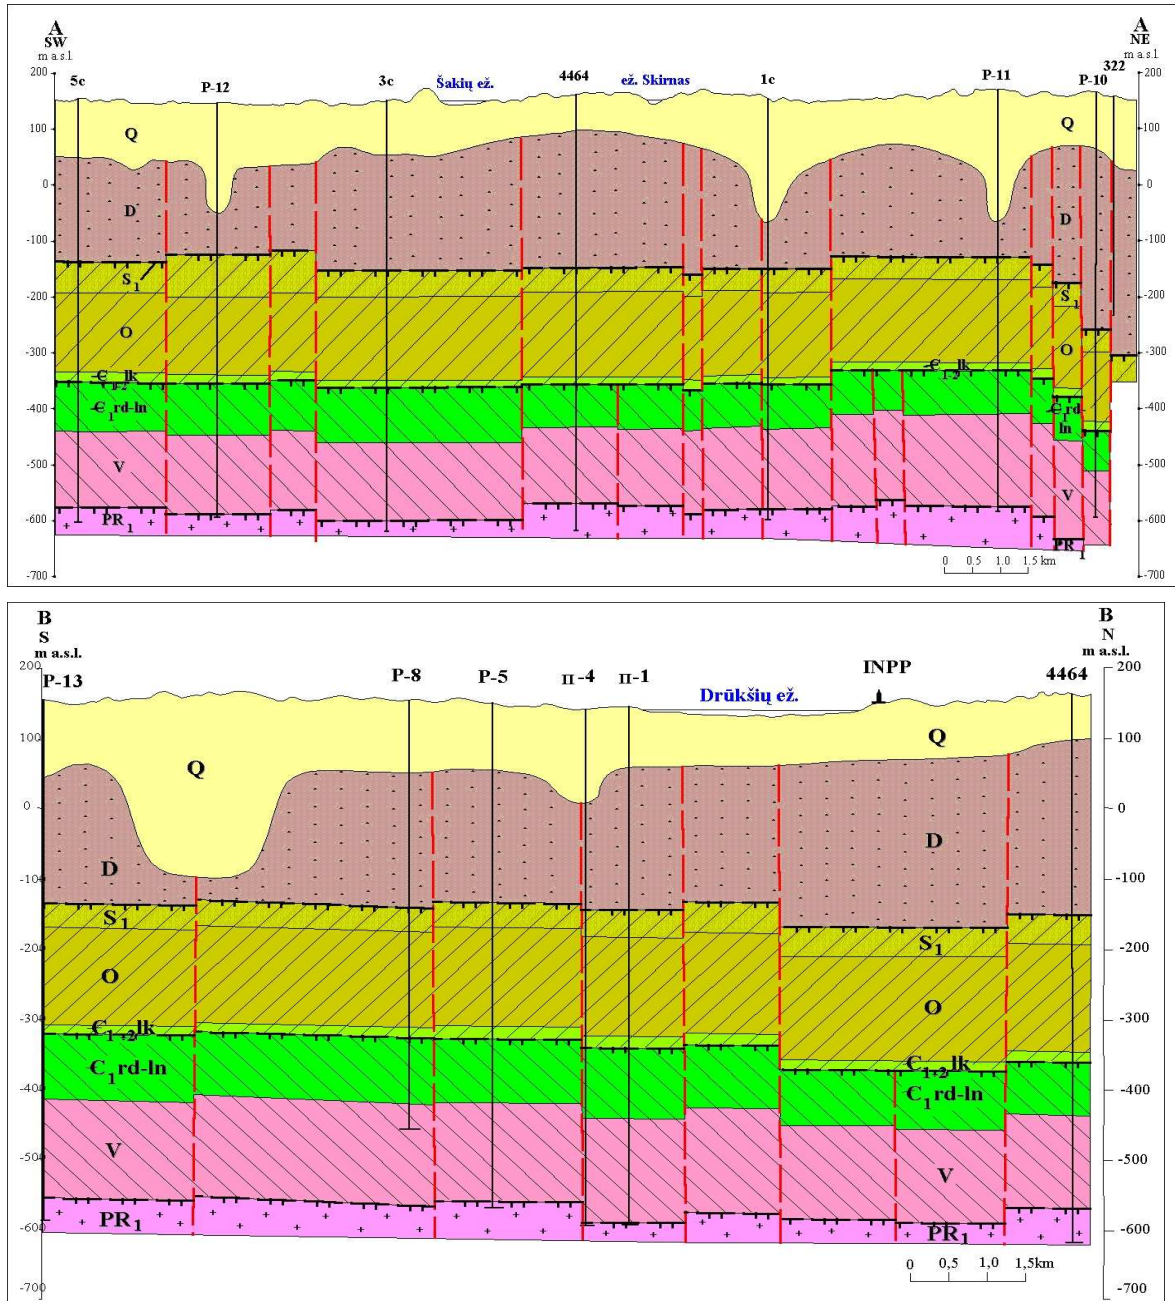 A A
SW NE
m a.s.l m a.s.l
5c P-12 3c Šakių ež. 4464 ež. Skirnas 1c P-11 P-10 322
200 200
100 Q Q 100
0 0
D D
-100 -100
-200 S1 S1 -200
O O
-300 -300
Є1-2lk Є1-2lk
-400 Є1rd-ln Є1rd-ln -400
V V
-500 -500
-600 PR1 PR1 -600
0 0.5 1.0 1.5 km
-700 -700
B B
S N
m a.s.l. m a.s.l.
P-13 P-8 P-5 п-4 п-1 Drūkšių ež. INPP 4464
200 200
100 Q Q 100
0 0
D D
-100 -100
S1 S1
-200 -200
O O
-300 -300
Є1-2lk Є1-2lk
Є1rd-ln Є1rd-ln
-400 -400
V V
-500 -500
PR1 PR1
-600 -600
0 0,5 1,0 1,5km
-700 -700